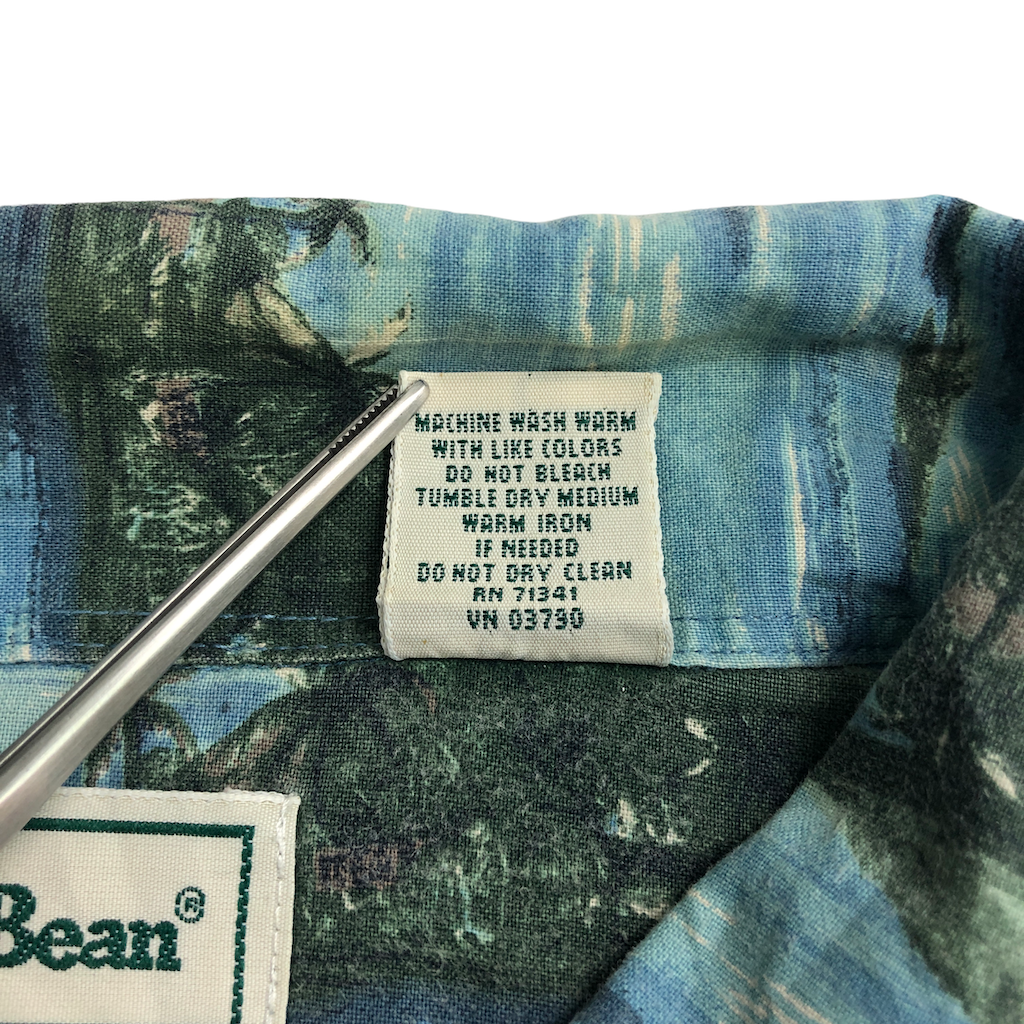 MACHINE WASH WARM
WITH LIKE COLORS
DO NOT BLEACH
TUMBLE DRY MEDIUM
WARM IRON
IF NEEDED
DO NOT DRY CLEAN
RN 71341
VN 03730
Bean®